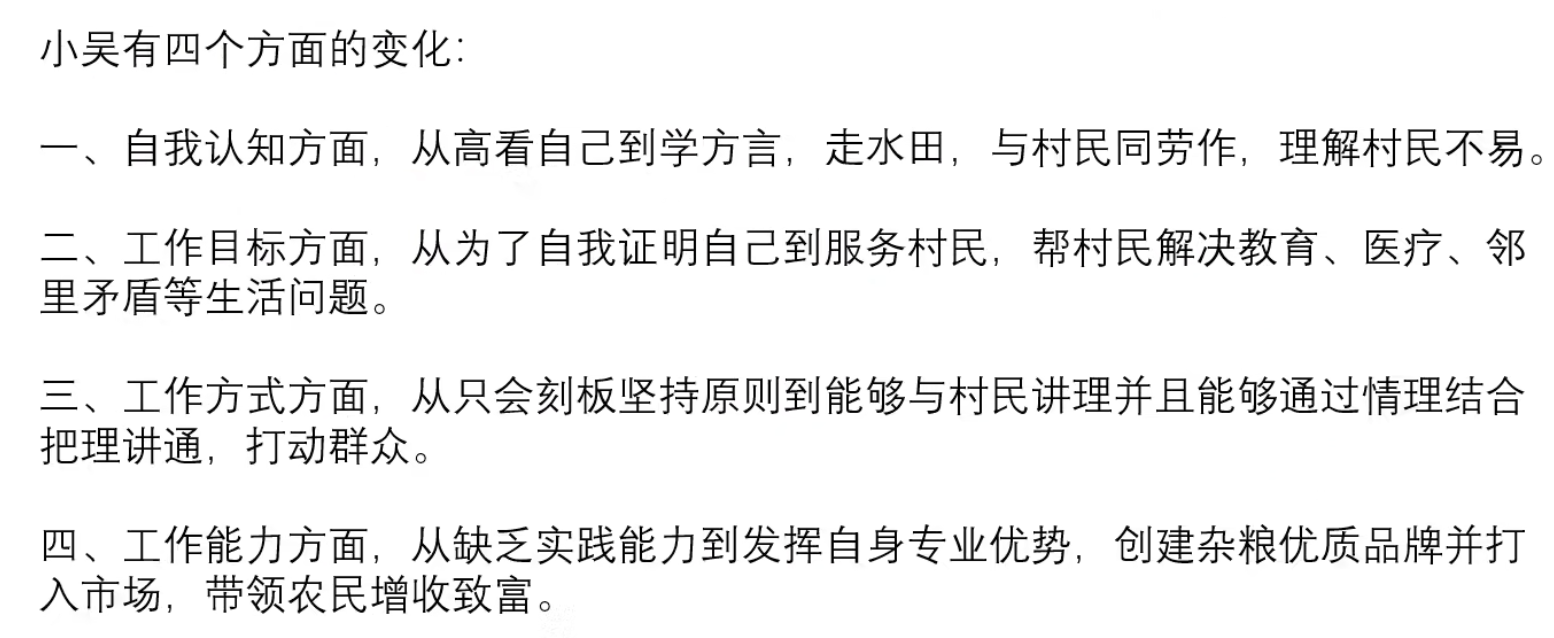 小吴有四个方面的变化：
一、自我认知方面，从高看自己到学方言，走水田，与村民同劳作，理解村民不易。
二、工作目标方面，从为了自我证明自己到服务村民，帮村民解决教育、医疗、邻
里矛盾等生活问题。
三、工作方式方面，从只会刻板坚持原则到能够与村民讲理并且能够通过情理结合
把理讲通，打动群众。
四、工作能力方面，从缺乏实践能力到发挥自身专业优势，创建杂粮优质品牌并打
入市场，带领农民增收致富。